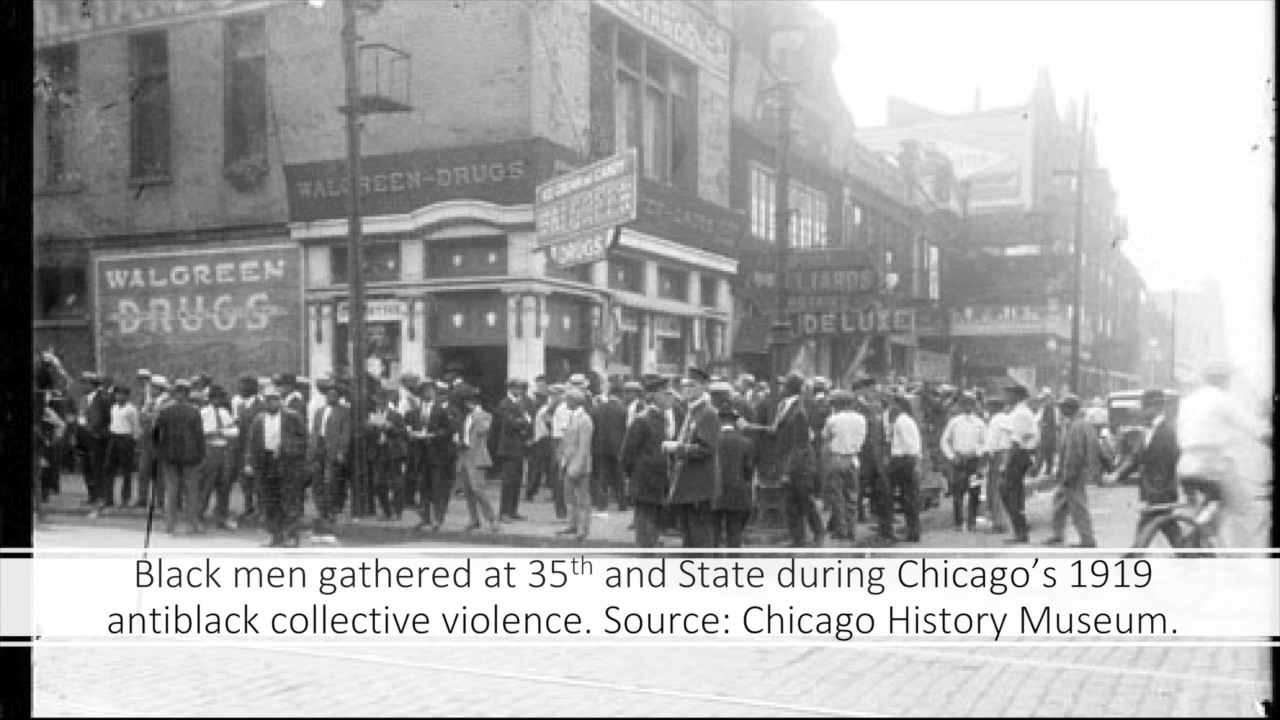 WALGREEN-DRUGS
DRUGS
WALGREEN
DRUGS
DELUXE
Black men gathered at 35th and State during Chicago's 1919
antiblack collective violence. Source: Chicago History Museum.